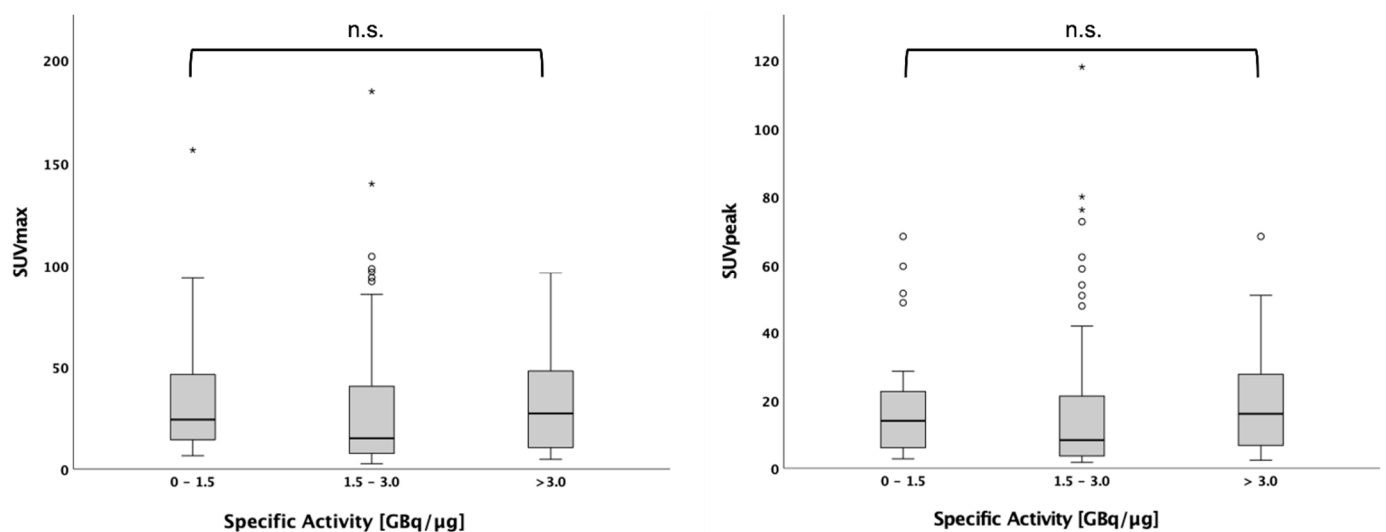 n.s.
200
150
100
50
0
SUVmax
0 – 1.5
1.5 – 3.0
>3.0
Specific Activity [GBq/µg]
n.s.
120
100
80
60
40
20
0
SUVpeak
0 – 1.5
1.5 – 3.0
> 3.0
Specific Activity [GBq/µg]